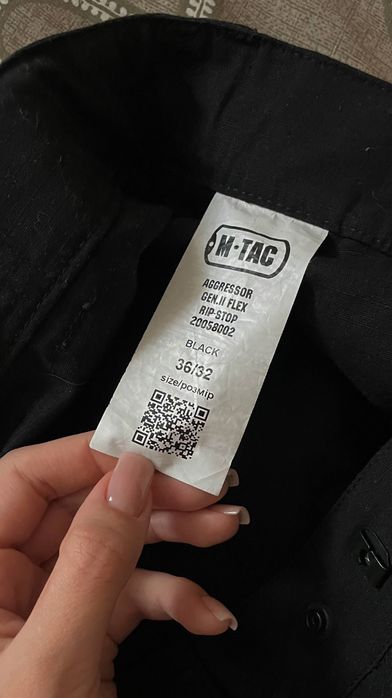 M-TAC
AGGRESSOR
GEN.II FLEX
RIP-STOP
20058002
BLACK
36/32
size/розмір